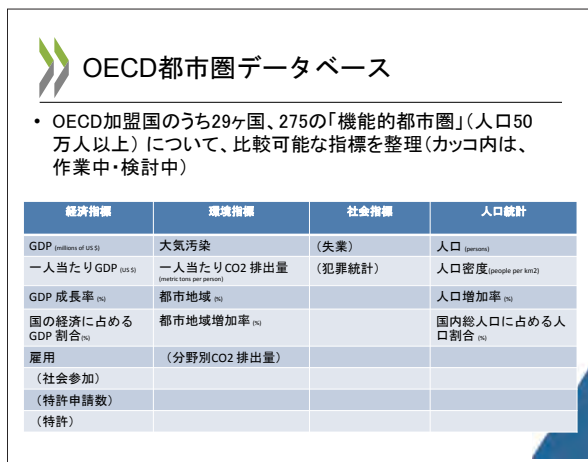 OECD都市圏データベース
• OECD加盟国のうち29ヶ国、275の「機能的都市圏」（人口50
万人以上）について、比較可能な指標を整理（カッコ内は、
作業中・検討中）
経済指標 環境指標 社会指標 人口統計
GDP (millions of US $) 大気汚染 （失業） 人口 (persons)
一人当たりGDP (US $) 一人当たりCO2 排出量 （犯罪統計） 人口密度(people per km2)
(metric tons per person)
GDP 成長率 (%) 都市地域 (%) 人口増加率 (%)
国の経済に占める 都市地域増加率 (%) 国内総人口に占める人
GDP 割合(%) 口割合 (%)
雇用 （分野別CO2 排出量）
（社会参加）
（特許申請数）
（特許）